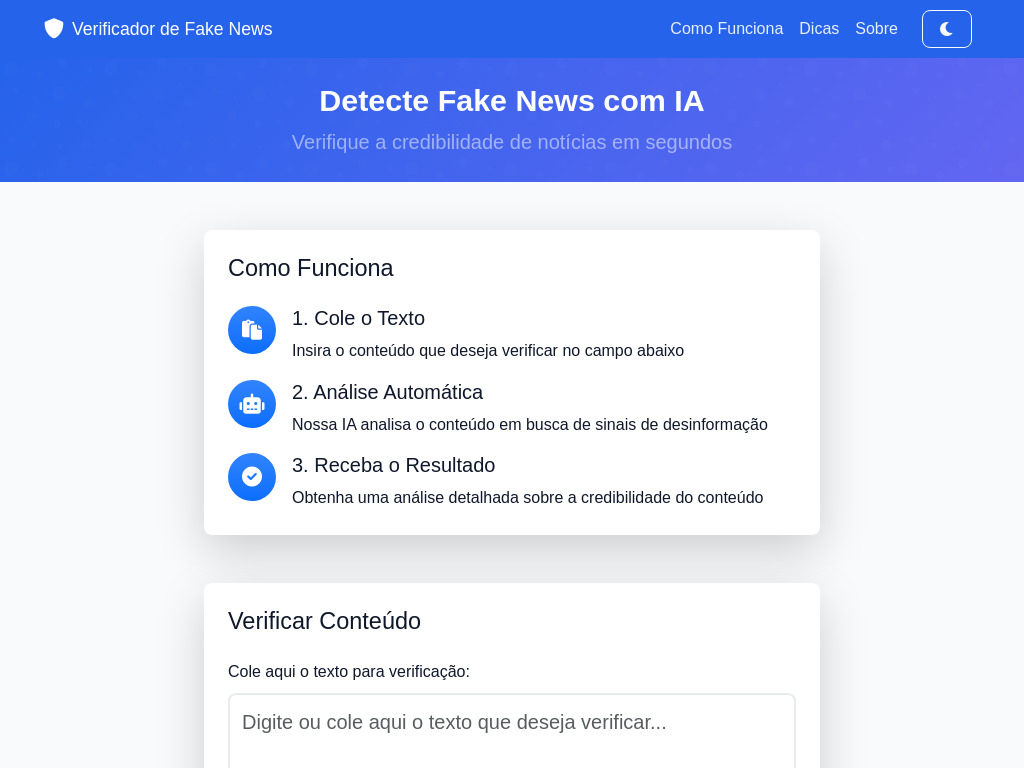 Verificador de Fake News
Como Funciona
Dicas
Sobre
Detecte Fake News com IA
Verifique a credibilidade de notícias em segundos
Como Funciona
1. Cole o Texto
Insira o conteúdo que deseja verificar no campo abaixo
2. Análise Automática
Nossa IA analisa o conteúdo em busca de sinais de desinformação
3. Receba o Resultado
Obtenha uma análise detalhada sobre a credibilidade do conteúdo
Verificar Conteúdo
Cole aqui o texto para verificação:
Digite ou cole aqui o texto que deseja verificar...